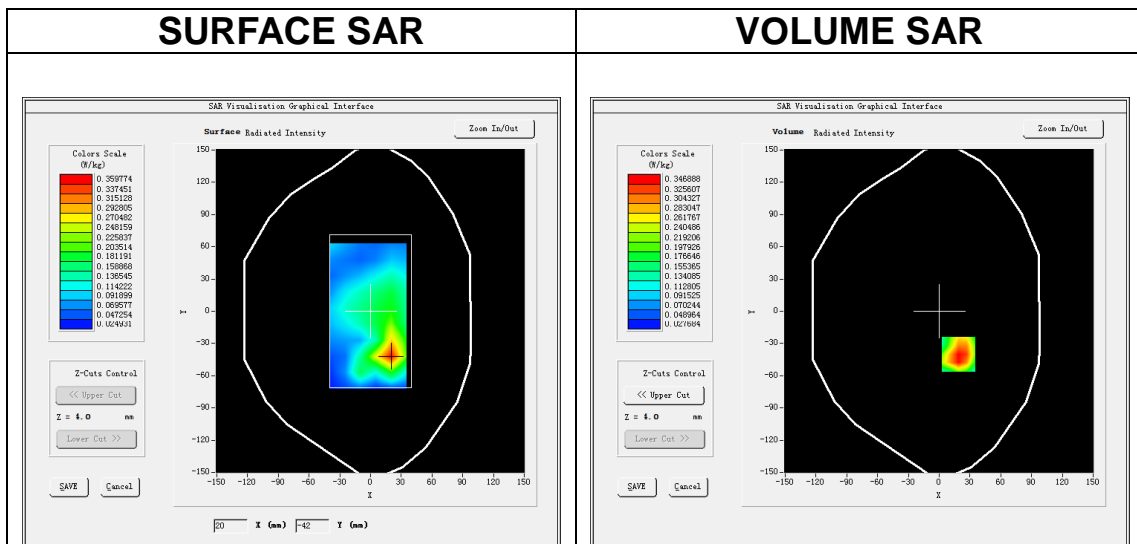 SURFACE SAR
VOLUME SAR
SAR Visualisation Graphical Interface
Surface Radiated Intensity
Zoom In/Out
Colors Scale
(W/kg)
0.359774
0.337451
0.315128
0.292805
0.270482
0.248159
0.225837
0.203514
0.181191
0.158868
0.136545
0.114222
0.091899
0.069577
0.047254
0.024931
Z-Cuts Control
<< Upper Cut
Z = 4.0 mm
Lower Cut >>
SAVE
Cancel
150
120
90
60
30
0
-30
-60
-90
-120
-150
Y
-150 -120 -90 -60 -30 0 30 60 90 120 150
X
20 X (mm) -42 Y (mm)
SAR Visualisation Graphical Interface
Volume Radiated Intensity
Zoom In/Out
Colors Scale
(W/kg)
0.346888
0.325607
0.304327
0.283047
0.261767
0.240486
0.219206
0.197926
0.176646
0.155365
0.134085
0.112805
0.091525
0.070244
0.048964
0.027684
Z-Cuts Control
<< Upper Cut
Z = 4.0 mm
Lower Cut >>
SAVE
Cancel
150
120
90
60
30
0
-30
-60
-90
-120
-150
Y
-150 -120 -90 -60 -30 0 30 60 90 120 150
X